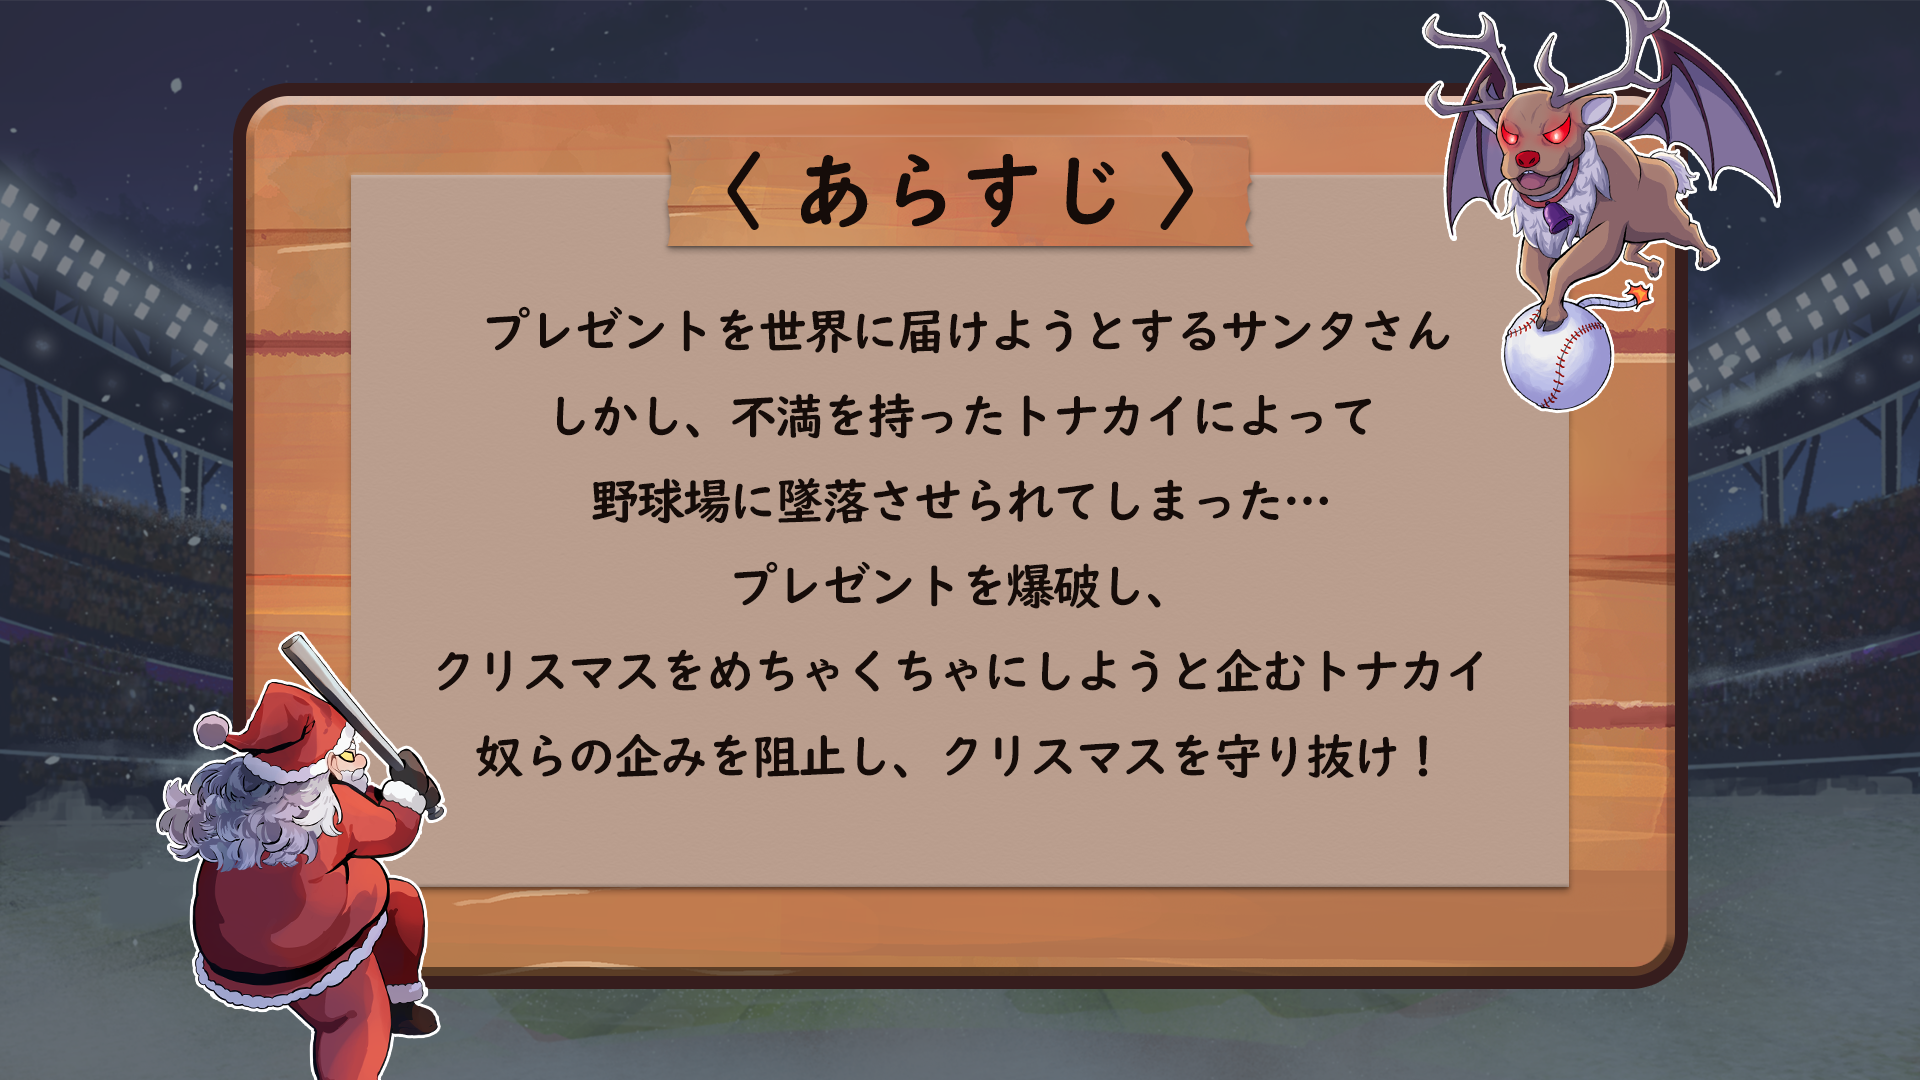 〈 あらすじ 〉
プレゼントを世界に届けようとするサンタさん
しかし、不満を持ったトナカイによって
野球場に墜落させられてしまった…
プレゼントを爆破し、
クリスマスをめちゃくちゃにしようと企むトナカイ
奴らの企みを阻止し、クリスマスを守り抜け！